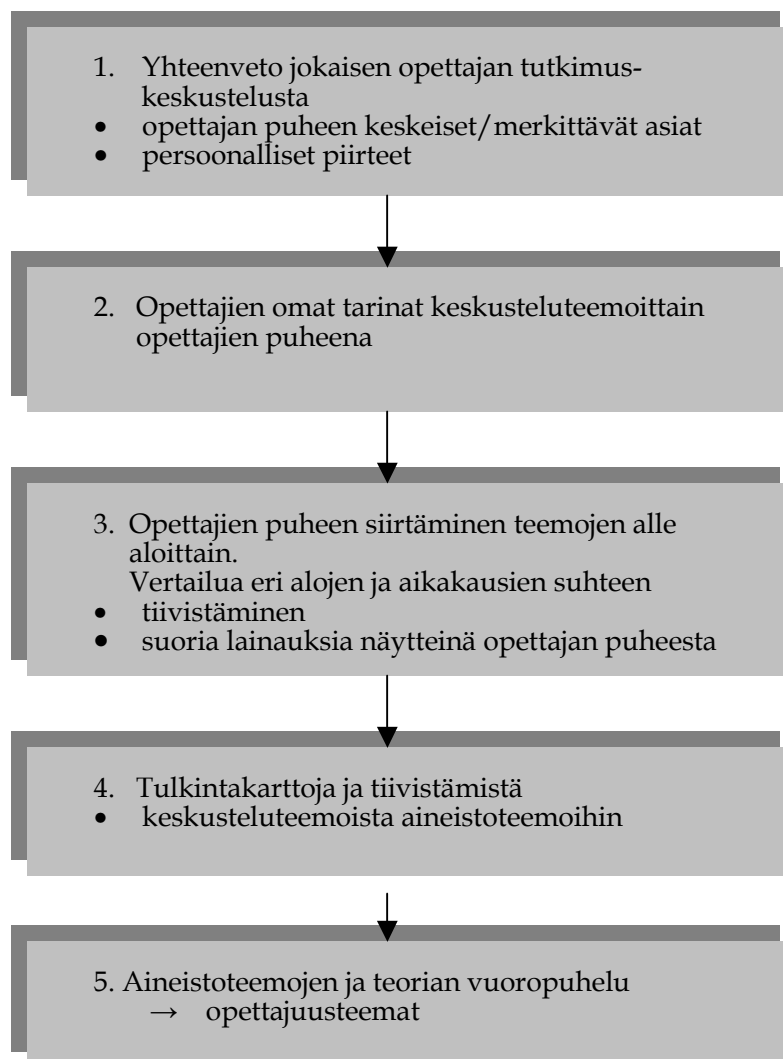 1. Yhteenveto jokaisen opettajan tutkimus-
keskustelusta
• opettajan puheen keskeiset/merkittävät asiat
• persoonalliset piirteet
2. Opettajien omat tarinat keskusteluteemoittain
opettajien puheena
3. Opettajien puheen siirtäminen teemojen alle
aloittain.
Vertailua eri alojen ja aikakausien suhteen
• tiivistäminen
• suoria lainauksia näytteinä opettajan puheesta
4. Tulkintakarttoja ja tiivistämistä
• keskusteluteemoista aineistoteemoihin
5. Aineistoteemojen ja teorian vuoropuhelu
→ opettajuusteemat